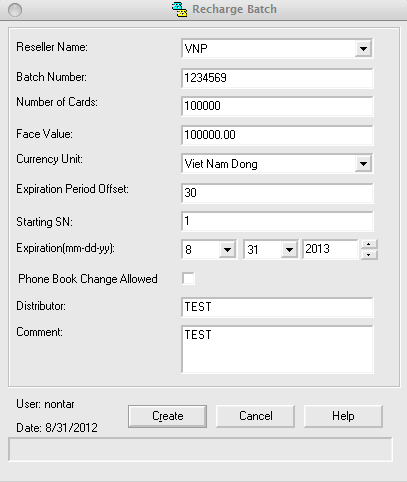 Recharge Batch
Reseller Name: VNP
Batch Number: 1234569
Number of Cards: 100000
Face Value: 100000.00
Currency Unit: Viet Nam Dong
Expiration Period Offset: 30
Starting SN: 1
Expiration(mm-dd-yy): 8 31 2013
Phone Book Change Allowed
Distributor: TEST
Comment: TEST
User: nontar
Create Cancel Help
Date: 8/31/2012